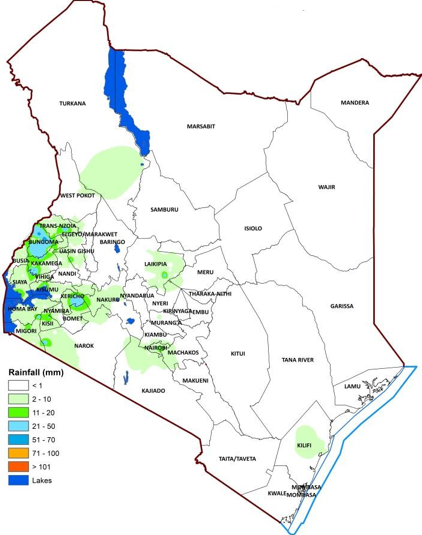 TURKANA
MARSABIT
MANDERA
WAJIR
WEST POKOT
SAMBURU
ISIOLO
TRANS NZOIA
ELGEYO/MARAKWET
BUNGOMA
BARINGO
UASIN GISHU
BUSIA
KAKAMEGA
LAIKIPIA
MERU
NANDI
VIHIGA
SIAYA
KISUMU
KERICHO
NAKURU
NYANDARUA
THARAKA-NITHI
HOMA BAY
NYAMIRA
NYERI
KIRINYAGA
EMBU
GARISSA
KISII
BOMET
MURANG'A
MIGORI
KIAMBU
NAROK
NAIROBI
MACHAKOS
KITUI
TANA RIVER
MAKUENI
KAJIADO
LAMU
KILIFI
TAITA/TAVETA
KWALE
MOMBASA
MOMBASA
Rainfall (mm)
< 1
2 - 10
11 - 20
21 - 50
51 - 70
71 - 100
> 101
Lakes